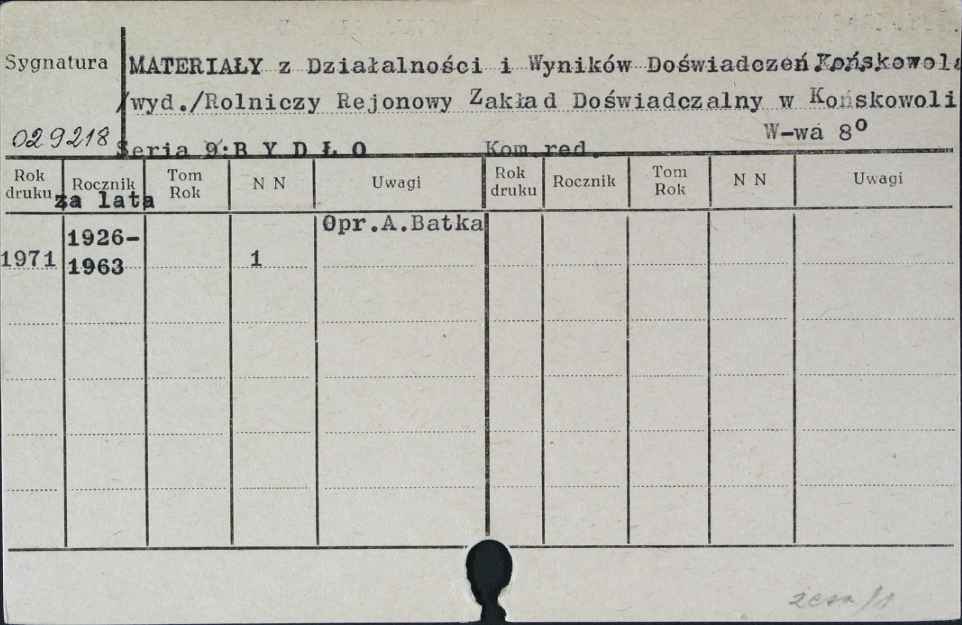 Sygnatura MATERIAŁY z Działalności i Wyników Doświadczeń Końskowola
/wyd./Rolniczy Rejonowy Zakład Doświadczalny w Końskowoli
029218 W-wa 8º
Seria 9:B Y D Ł O Kom red.
Rok druku Rocznik Tom Rok N N Uwagi Rok druku Rocznik Tom Rok N N Uwagi
za lata
Opr.A.Batka
1971 1926-1963 1